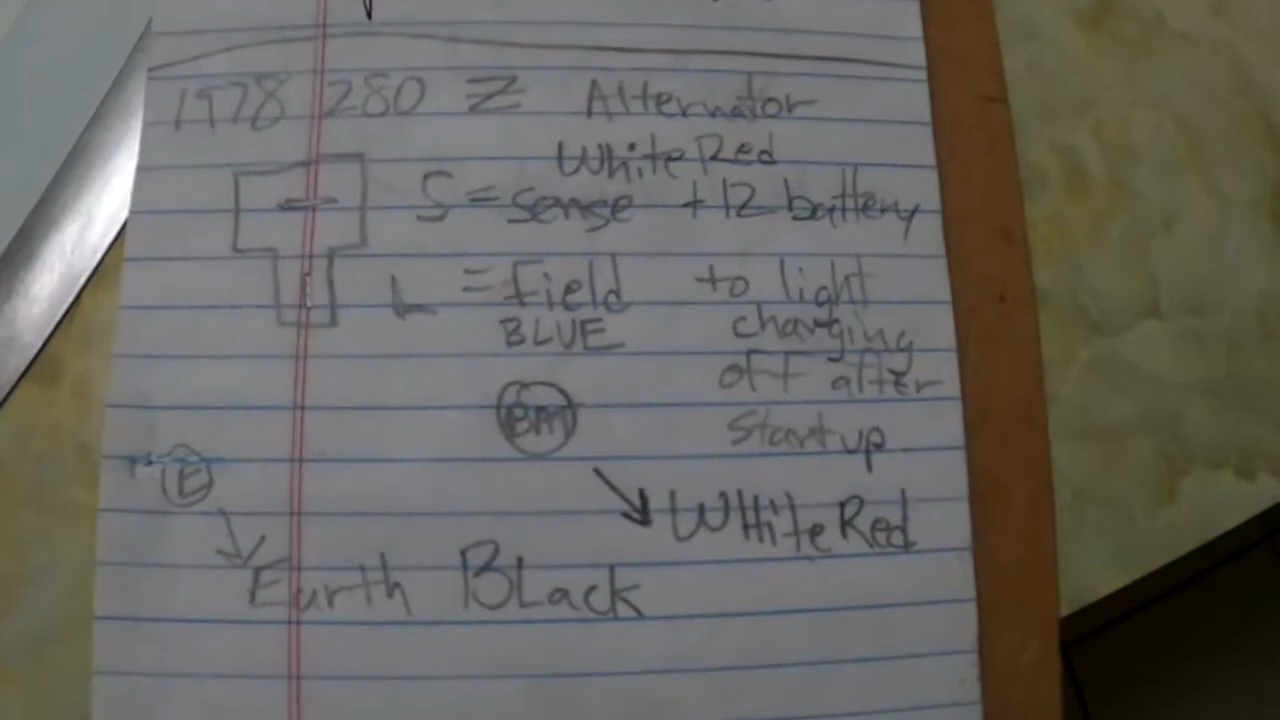 1978 280 Z Alternator
White Red
S = sense +12 battery
L = field to light
BLUE charging
off after
BAT
startup
E
WHite Red
Earth BLack